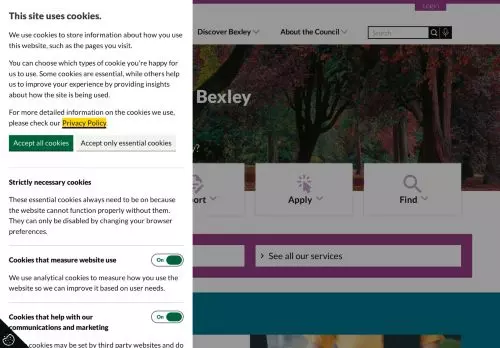 This site uses cookies.
We use cookies to store information about how you use
this website, such as the pages you visit.
You can choose which types of cookie you're happy for
us to use. Some cookies are essential, while others help
us to improve your experience by providing insights
about how the site is being used.
For more detailed information on the cookies we use,
please check our Privacy Policy
Accept all cookies Accept only essential cookies
Strictly necessary cookies
These essential cookies always need to be on because
the website cannot function properly without them.
They can only be disabled by changing your browser
preferences.
Cookies that measure website use On
We use analytical cookies to measure how you use the
website so we can improve it based on user needs.
Cookies that help with our On
communications and marketing
cookies may be set by third party websites and do
Discover Bexley About the Council Search
Bexley
Apply Find
See all our services